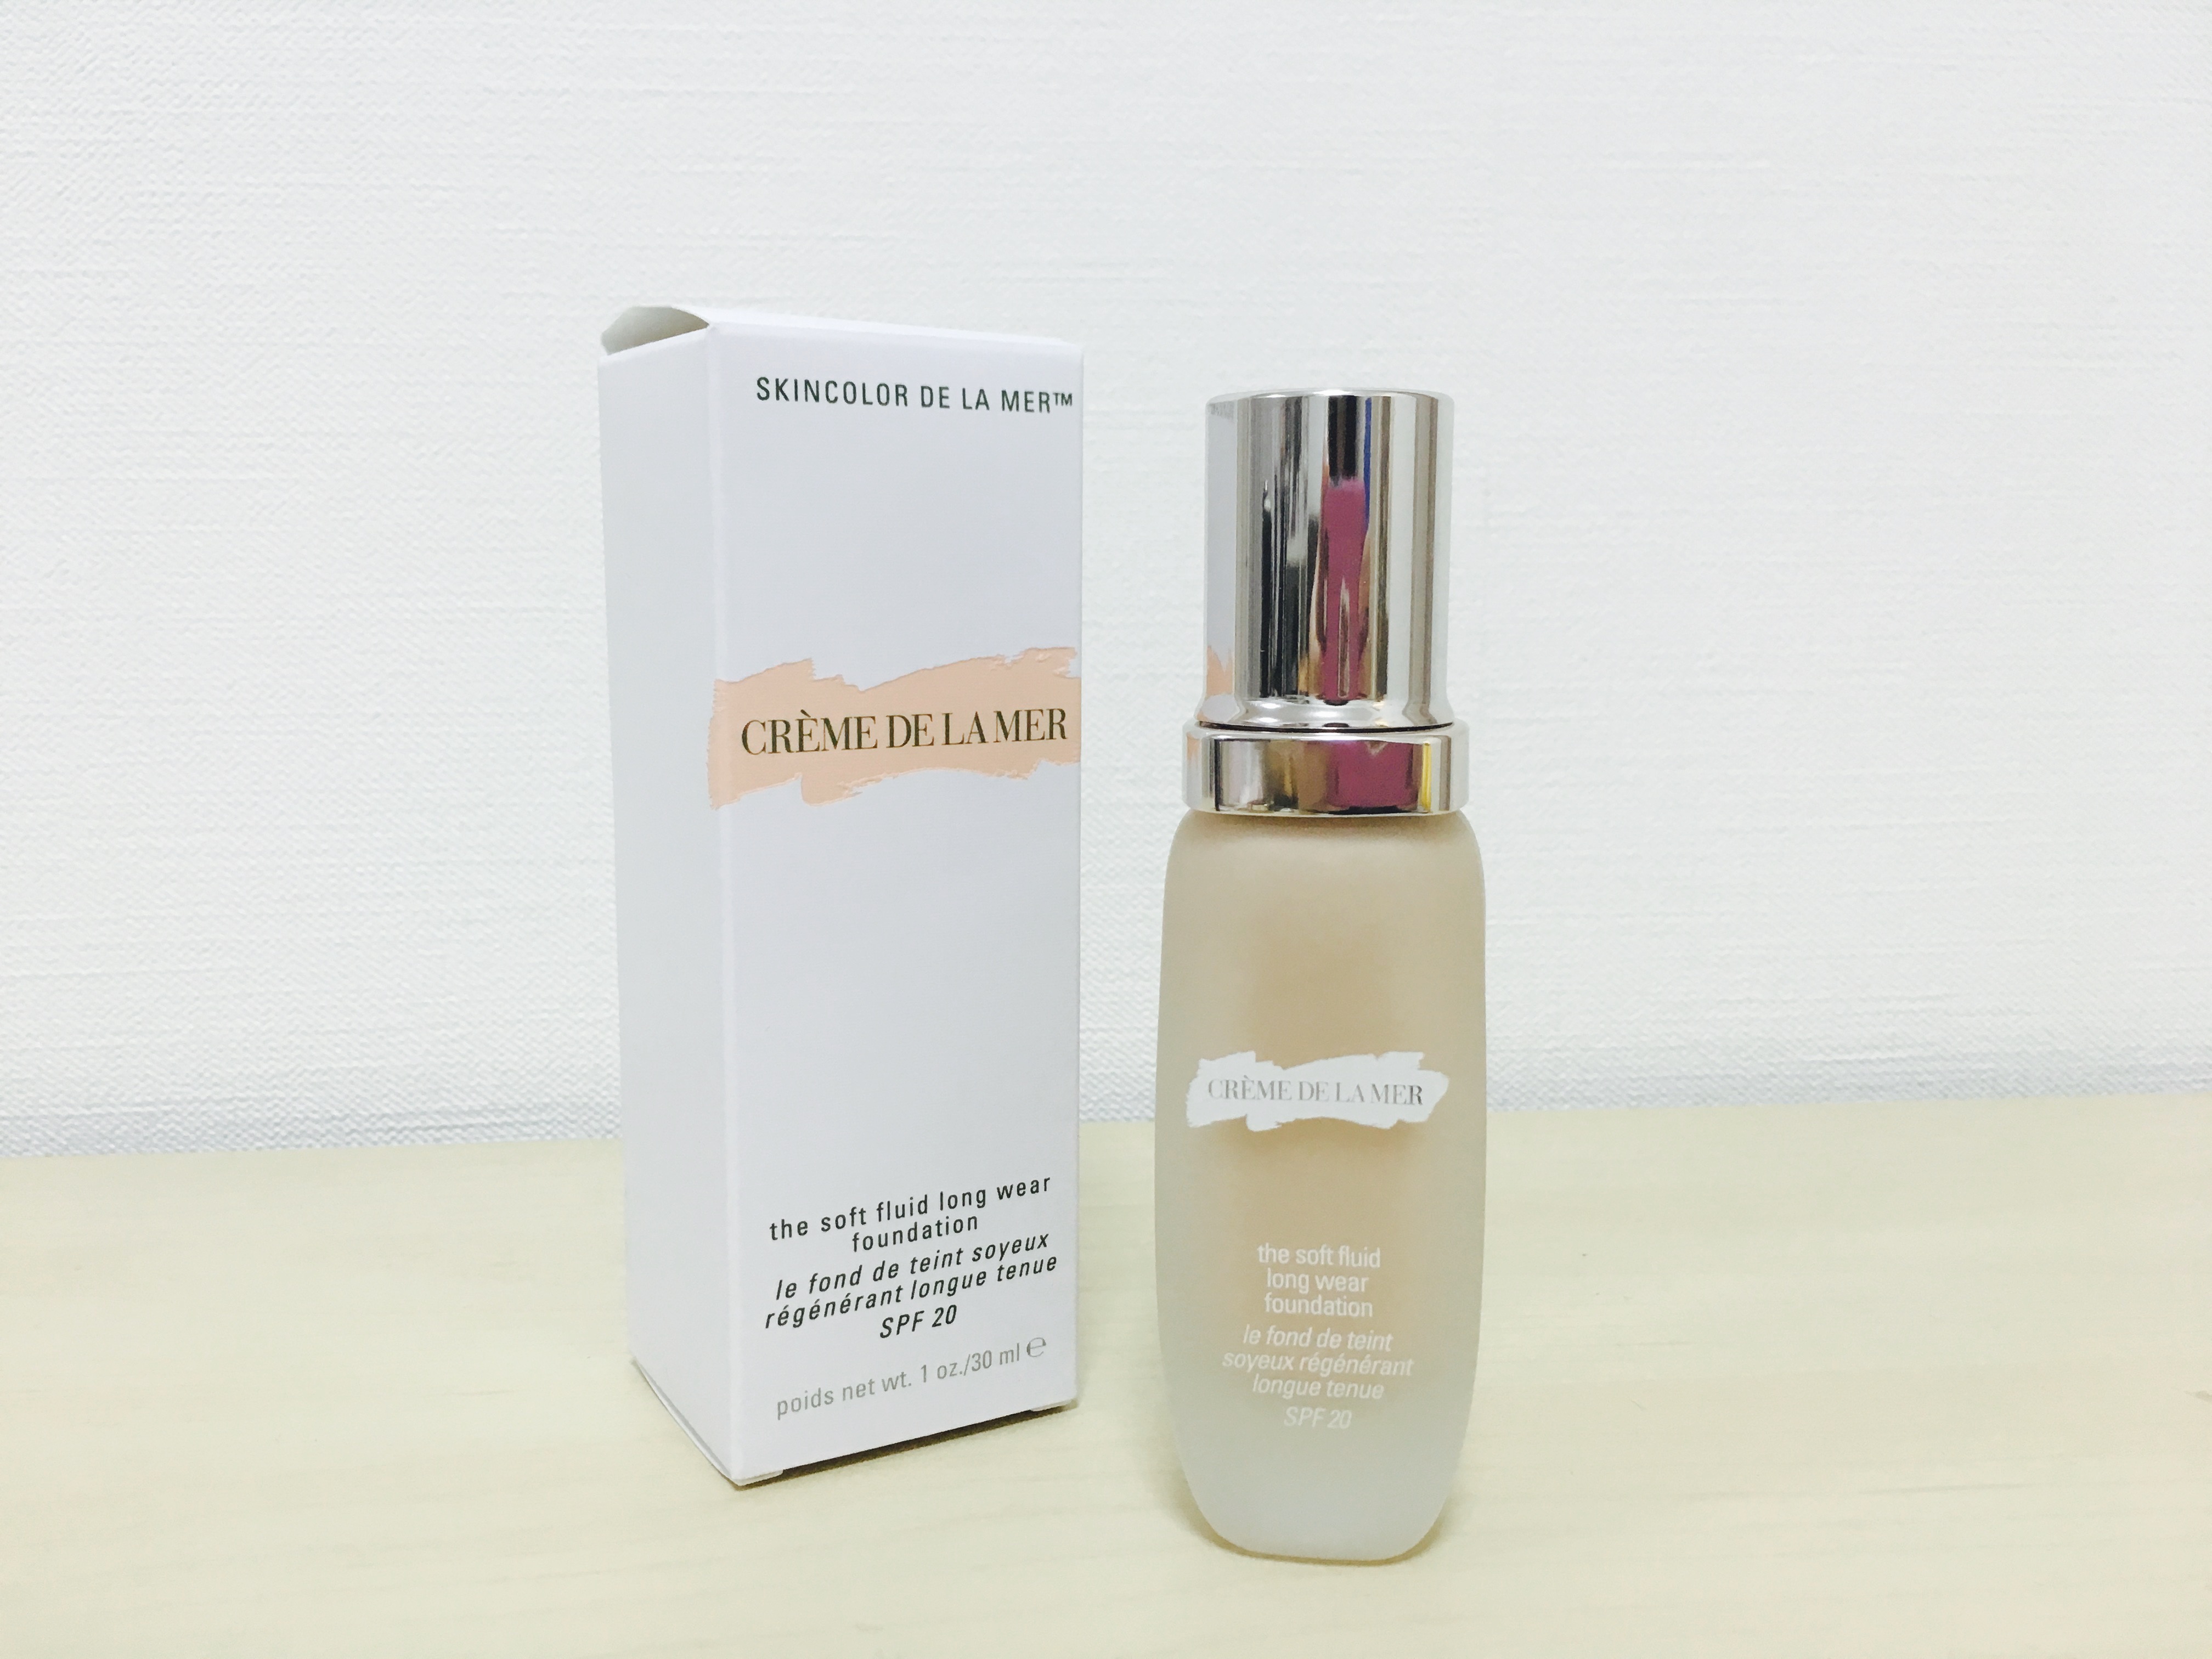 SKINCOLOR DE LA MER™
CRÈME DE LA MER
the soft fluid long wear
foundation
le fond de teint soyeux
régénérant longue tenue
SPF 20
poids net wt. 1 oz./30 ml ℮
CRÈME DE LA MER
the soft fluid
long wear
foundation
le fond de teint
soyeux régénérant
longue tenue
SPF 20